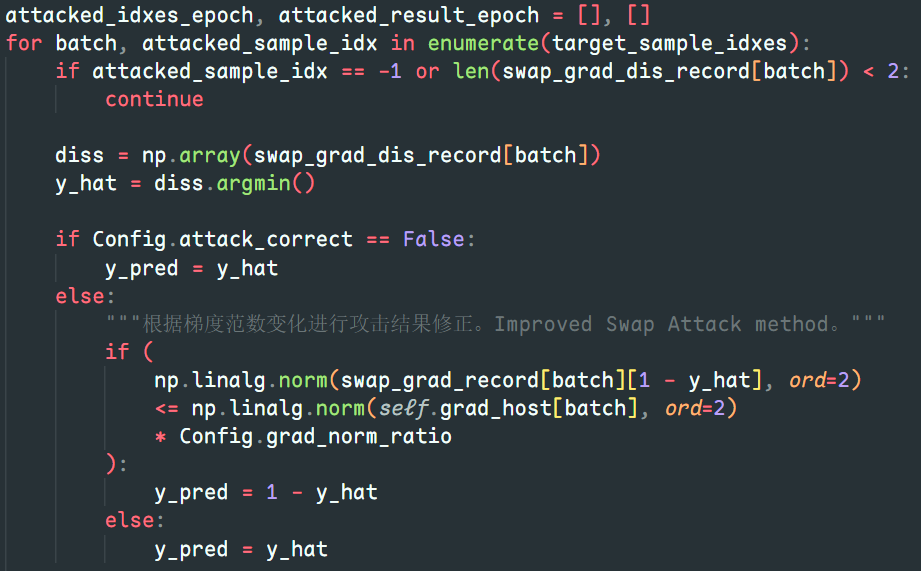 attacked_idxes_epoch, attacked_result_epoch = [], []
for batch, attacked_sample_idx in enumerate(target_sample_idxes):
    if attacked_sample_idx == -1 or len(swap_grad_dis_record[batch]) < 2:
        continue

    diss = np.array(swap_grad_dis_record[batch])
    y_hat = diss.argmin()

    if Config.attack_correct == False:
        y_pred = y_hat
    else:
        """根据梯度范数变化进行攻击结果修正。Improved Swap Attack method。"""
        if (
            np.linalg.norm(swap_grad_record[batch][1 - y_hat], ord=2)
            <= np.linalg.norm(self.grad_host[batch], ord=2)
            * Config.grad_norm_ratio
        ):
            y_pred = 1 - y_hat
        else:
            y_pred = y_hat